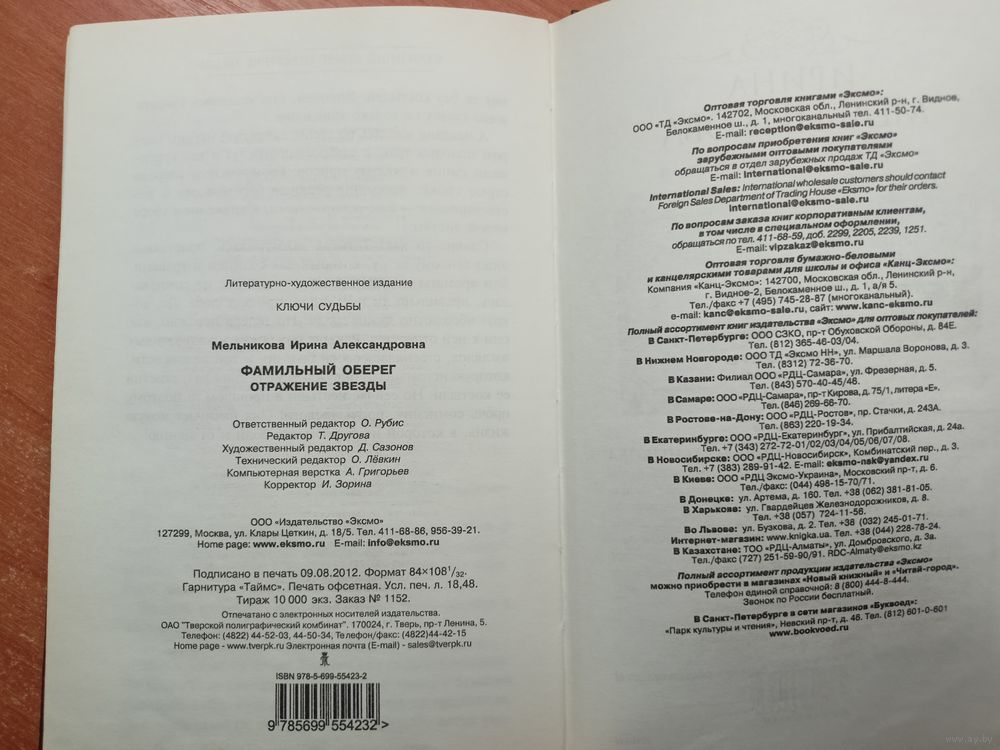 Литературно-художественное издание
КЛЮЧИ СУДЬБЫ
Мельникова Ирина Александровна
ФАМИЛЬНЫЙ ОБЕРЕГ
ОТРАЖЕНИЕ ЗВЕЗДЫ
Ответственный редактор О. Рубис
Редактор Т. Другова
Художественный редактор Д. Сазонов
Технический редактор О. Лёвкин
Компьютерная верстка А. Григорьев
Корректор И. Зорина
ООО «Издательство «Эксмо»
127299, Москва, ул. Клары Цеткин, д. 18/5. Тел. 411-68-86, 956-39-21.
Home page: www.eksmo.ru E-mail: info@eksmo.ru
Подписано в печать 09.08.2012. Формат 84×108 1/32.
Гарнитура «Таймс». Печать офсетная. Усл. печ. л. 18,48.
Тираж 10 000 экз. Заказ № 1152.
Отпечатано с электронных носителей издательства.
ОАО "Тверской полиграфический комбинат". 170024, г. Тверь, пр-т Ленина, 5.
Телефон: (4822) 44-52-03, 44-50-34, Телефон/факс: (4822)44-42-15
Home page - www.tverpk.ru Электронная почта (E-mail) - sales@tverpk.ru
ISBN 978-5-699-55423-2
9 785699 554232 >
ИРИНА
Оптовая торговля книгами «Эксмо»:
ООО «ТД «Эксмо». 142702, Московская обл., Ленинский р-н, г. Видное,
Белокаменное ш., д. 1, многоканальный тел. 411-50-74.
E-mail: reception@eksmo-sale.ru
По вопросам приобретения книг «Эксмо»
зарубежными оптовыми покупателями
обращаться в отдел зарубежных продаж ТД «Эксмо»
E-mail: international@eksmo-sale.ru
International Sales: International wholesale customers should contact
Foreign Sales Department of Trading House «Eksmo» for their orders.
international@eksmo-sale.ru
По вопросам заказа книг корпоративным клиентам,
в том числе в специальном оформлении,
обращаться по тел. 411-68-59, доб. 2299, 2205, 2239, 1251.
E-mail: vipzakaz@eksmo.ru
Оптовая торговля бумажно-беловыми
и канцелярскими товарами для школы и офиса «Канц-Эксмо»:
Компания «Канц-Эксмо»: 142700, Московская обл., Ленинский р-н,
г. Видное-2, Белокаменное ш., д. 1, а/я 5.
Тел./факс +7 (495) 745-28-87 (многоканальный).
e-mail: kanc@eksmo-sale.ru, сайт: www.kanc-eksmo.ru
Полный ассортимент книг издательства «Эксмо» для оптовых покупателей:
В Санкт-Петербурге: ООО СЗКО, пр-т Обуховской Обороны, д. 84Е.
Тел. (812) 365-46-03/04.
В Нижнем Новгороде: ООО ТД «Эксмо НН», ул. Маршала Воронова, д. 3.
Тел. (8312) 72-36-70.
В Казани: Филиал ООО «РДЦ-Самара», ул. Фрезерная, д. 5.
Тел. (843) 570-40-45/46.
В Самаре: ООО «РДЦ-Самара», пр-т Кирова, д. 75/1, литера «Е».
Тел. (846) 269-66-70.
В Ростове-на-Дону: ООО «РДЦ-Ростов», пр. Стачки, д. 243А.
Тел. (863) 220-19-34.
В Екатеринбурге: ООО «РДЦ-Екатеринбург», ул. Прибалтийская, д. 24а.
Тел. +7 (343) 272-72-01/02/03/04/05/06/07/08.
В Новосибирске: ООО «РДЦ-Новосибирск», Комбинатский пер., д. 3.
Тел. +7 (383) 289-91-42. E-mail: eksmo-nsk@yandex.ru
В Киеве: ООО «РДЦ Эксмо-Украина», Московский пр-т, д. 6.
Тел./факс: (044) 498-15-70/71.
В Донецке: ул. Артема, д. 160. Тел. +38 (062) 381-81-05.
В Харькове: ул. Гвардейцев Железнодорожников, д. 8.
Тел. +38 (057) 724-11-56.
Во Львове: ул. Бузкова, д. 2. Тел. +38 (032) 245-01-71.
Интернет-магазин: www.knigka.ua. Тел. +38 (044) 228-78-24.
В Казахстане: ТОО «РДЦ-Алматы», ул. Домбровского, д. 3а.
Тел./факс (727) 251-59-90/91. RDC-Almaty@eksmo.kz
Полный ассортимент продукции издательства «Эксмо»
можно приобрести в магазинах «Новый книжный» и «Читай-город».
Телефон единой справочной: 8 (800) 444-8-444.
Звонок по России бесплатный.
В Санкт-Петербурге в сети магазинов «Буквоед»:
«Парк культуры и чтения», Невский пр-т, д. 46. Тел. (812) 601-0-601
www.bookvoed.ru
www.ay.by